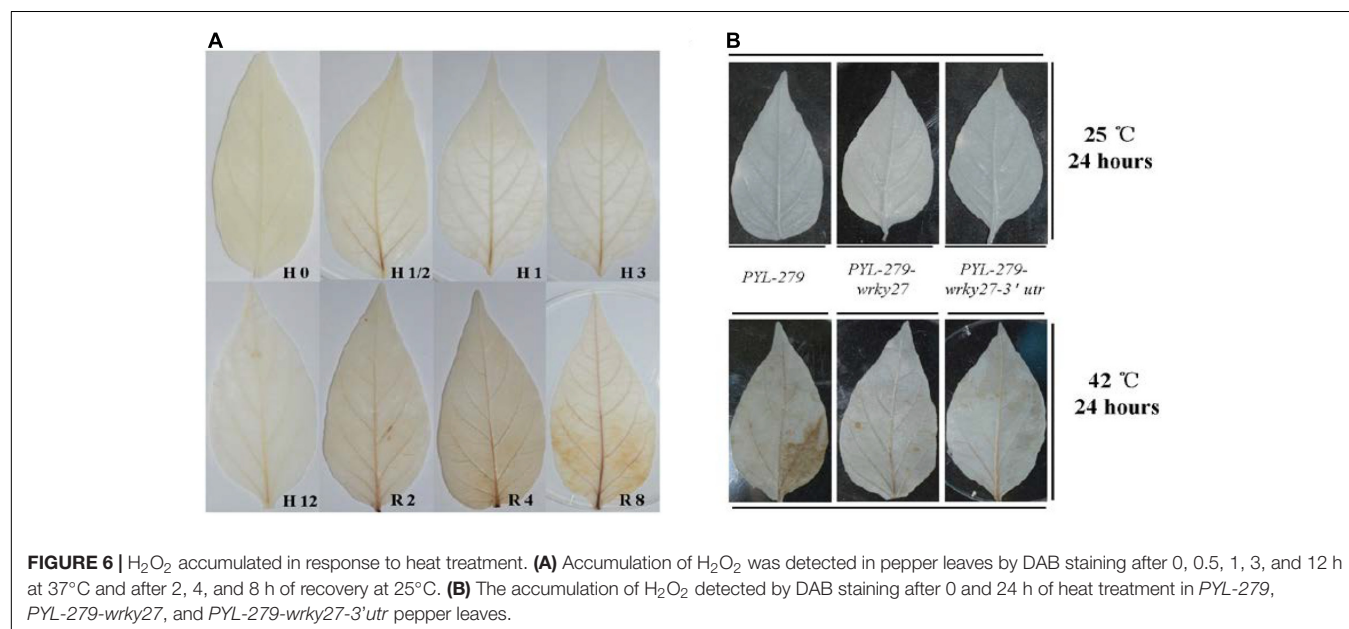 A
B
H 0
H 1/2
H 1
H 3
H 12
R 2
R 4
R 8
25 ℃
24 hours
PYL-279
PYL-279-
wrky27
PYL-279-
wrky27-3' utr
42 ℃
24 hours
FIGURE 6 | H₂O₂ accumulated in response to heat treatment. (A) Accumulation of H₂O₂ was detected in pepper leaves by DAB staining after 0, 0.5, 1, 3, and 12 h
at 37°C and after 2, 4, and 8 h of recovery at 25°C. (B) The accumulation of H₂O₂ detected by DAB staining after 0 and 24 h of heat treatment in PYL-279,
PYL-279-wrky27, and PYL-279-wrky27-3'utr pepper leaves.